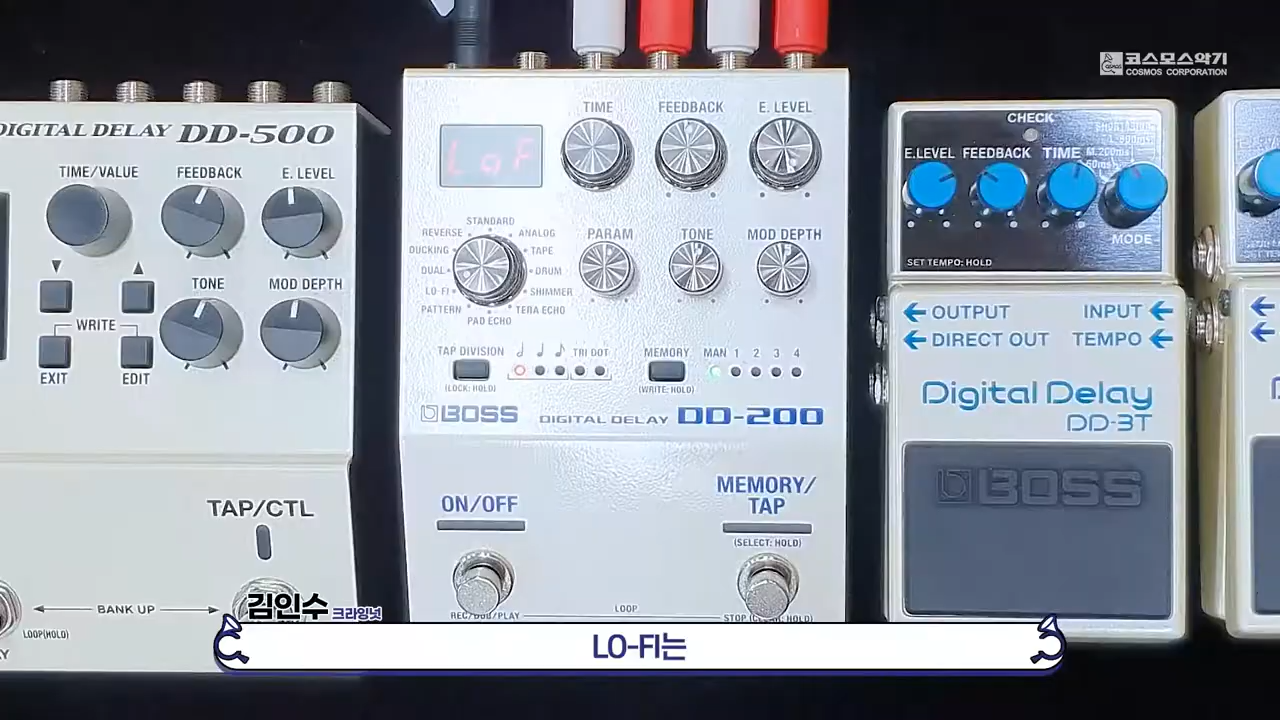 코스모스악기
COSMOS CORPORATION
DIGITAL DELAY DD-500
TIME/VALUE FEEDBACK E. LEVEL
TONE MOD DEPTH
WRITE
EXIT EDIT
TAP/CTL
BANK UP
LOOP(HOLD)
TIME FEEDBACK E. LEVEL
LoF
STANDARD
REVERSE ANALOG
DUCKING TAPE
DUAL DRUM
LO-FI SHIMMER
PATTERN TERA ECHO
PAD ECHO
PARAM TONE MOD DEPTH
TAP DIVISION TRI DOT MEMORY MAN 1 2 3 4
(LOCK: HOLD) (WRITE: HOLD)
BOSS DIGITAL DELAY DD-200
ON/OFF MEMORY/
TAP
(SELECT: HOLD)
REC/DUB/PLAY LOOP STOP (CLEAR: HOLD)
CHECK
E.LEVEL FEEDBACK TIME
MODE
SET TEMPO: HOLD
OUTPUT INPUT
DIRECT OUT TEMPO
Digital Delay
DD-3T
BOSS
김인수 크라잉넛
LO-FI는